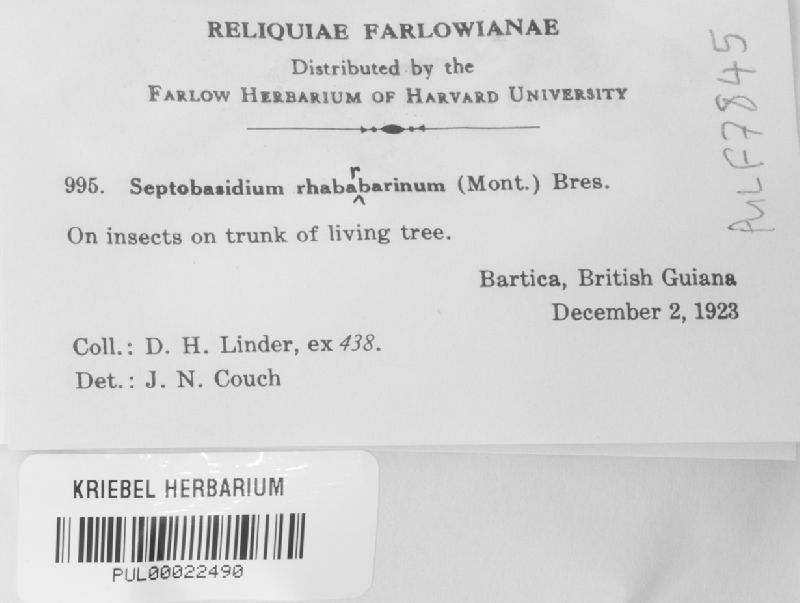 RELIQUIAE FARLOWIANAE
Distributed by the
FARLOW HERBARIUM OF HARVARD UNIVERSITY
995. Septobasidium rhabarbarinum (Mont.) Bres.
On insects on trunk of living tree.
Bartica, British Guiana
December 2, 1923
Coll.: D. H. Linder, ex 438.
Det.: J. N. Couch
PUL F7845
KRIEBEL HERBARIUM
PUL00022490